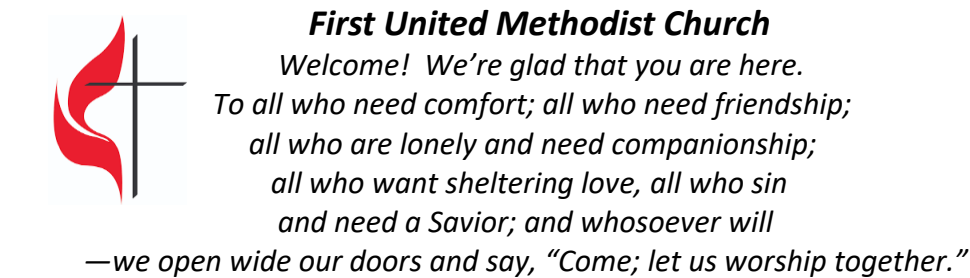 First United Methodist Church
Welcome!  We’re glad that you are here.
To all who need comfort; all who need friendship;
all who are lonely and need companionship;
all who want sheltering love, all who sin
and need a Savior; and whosoever will
—we open wide our doors and say, “Come; let us worship together.”